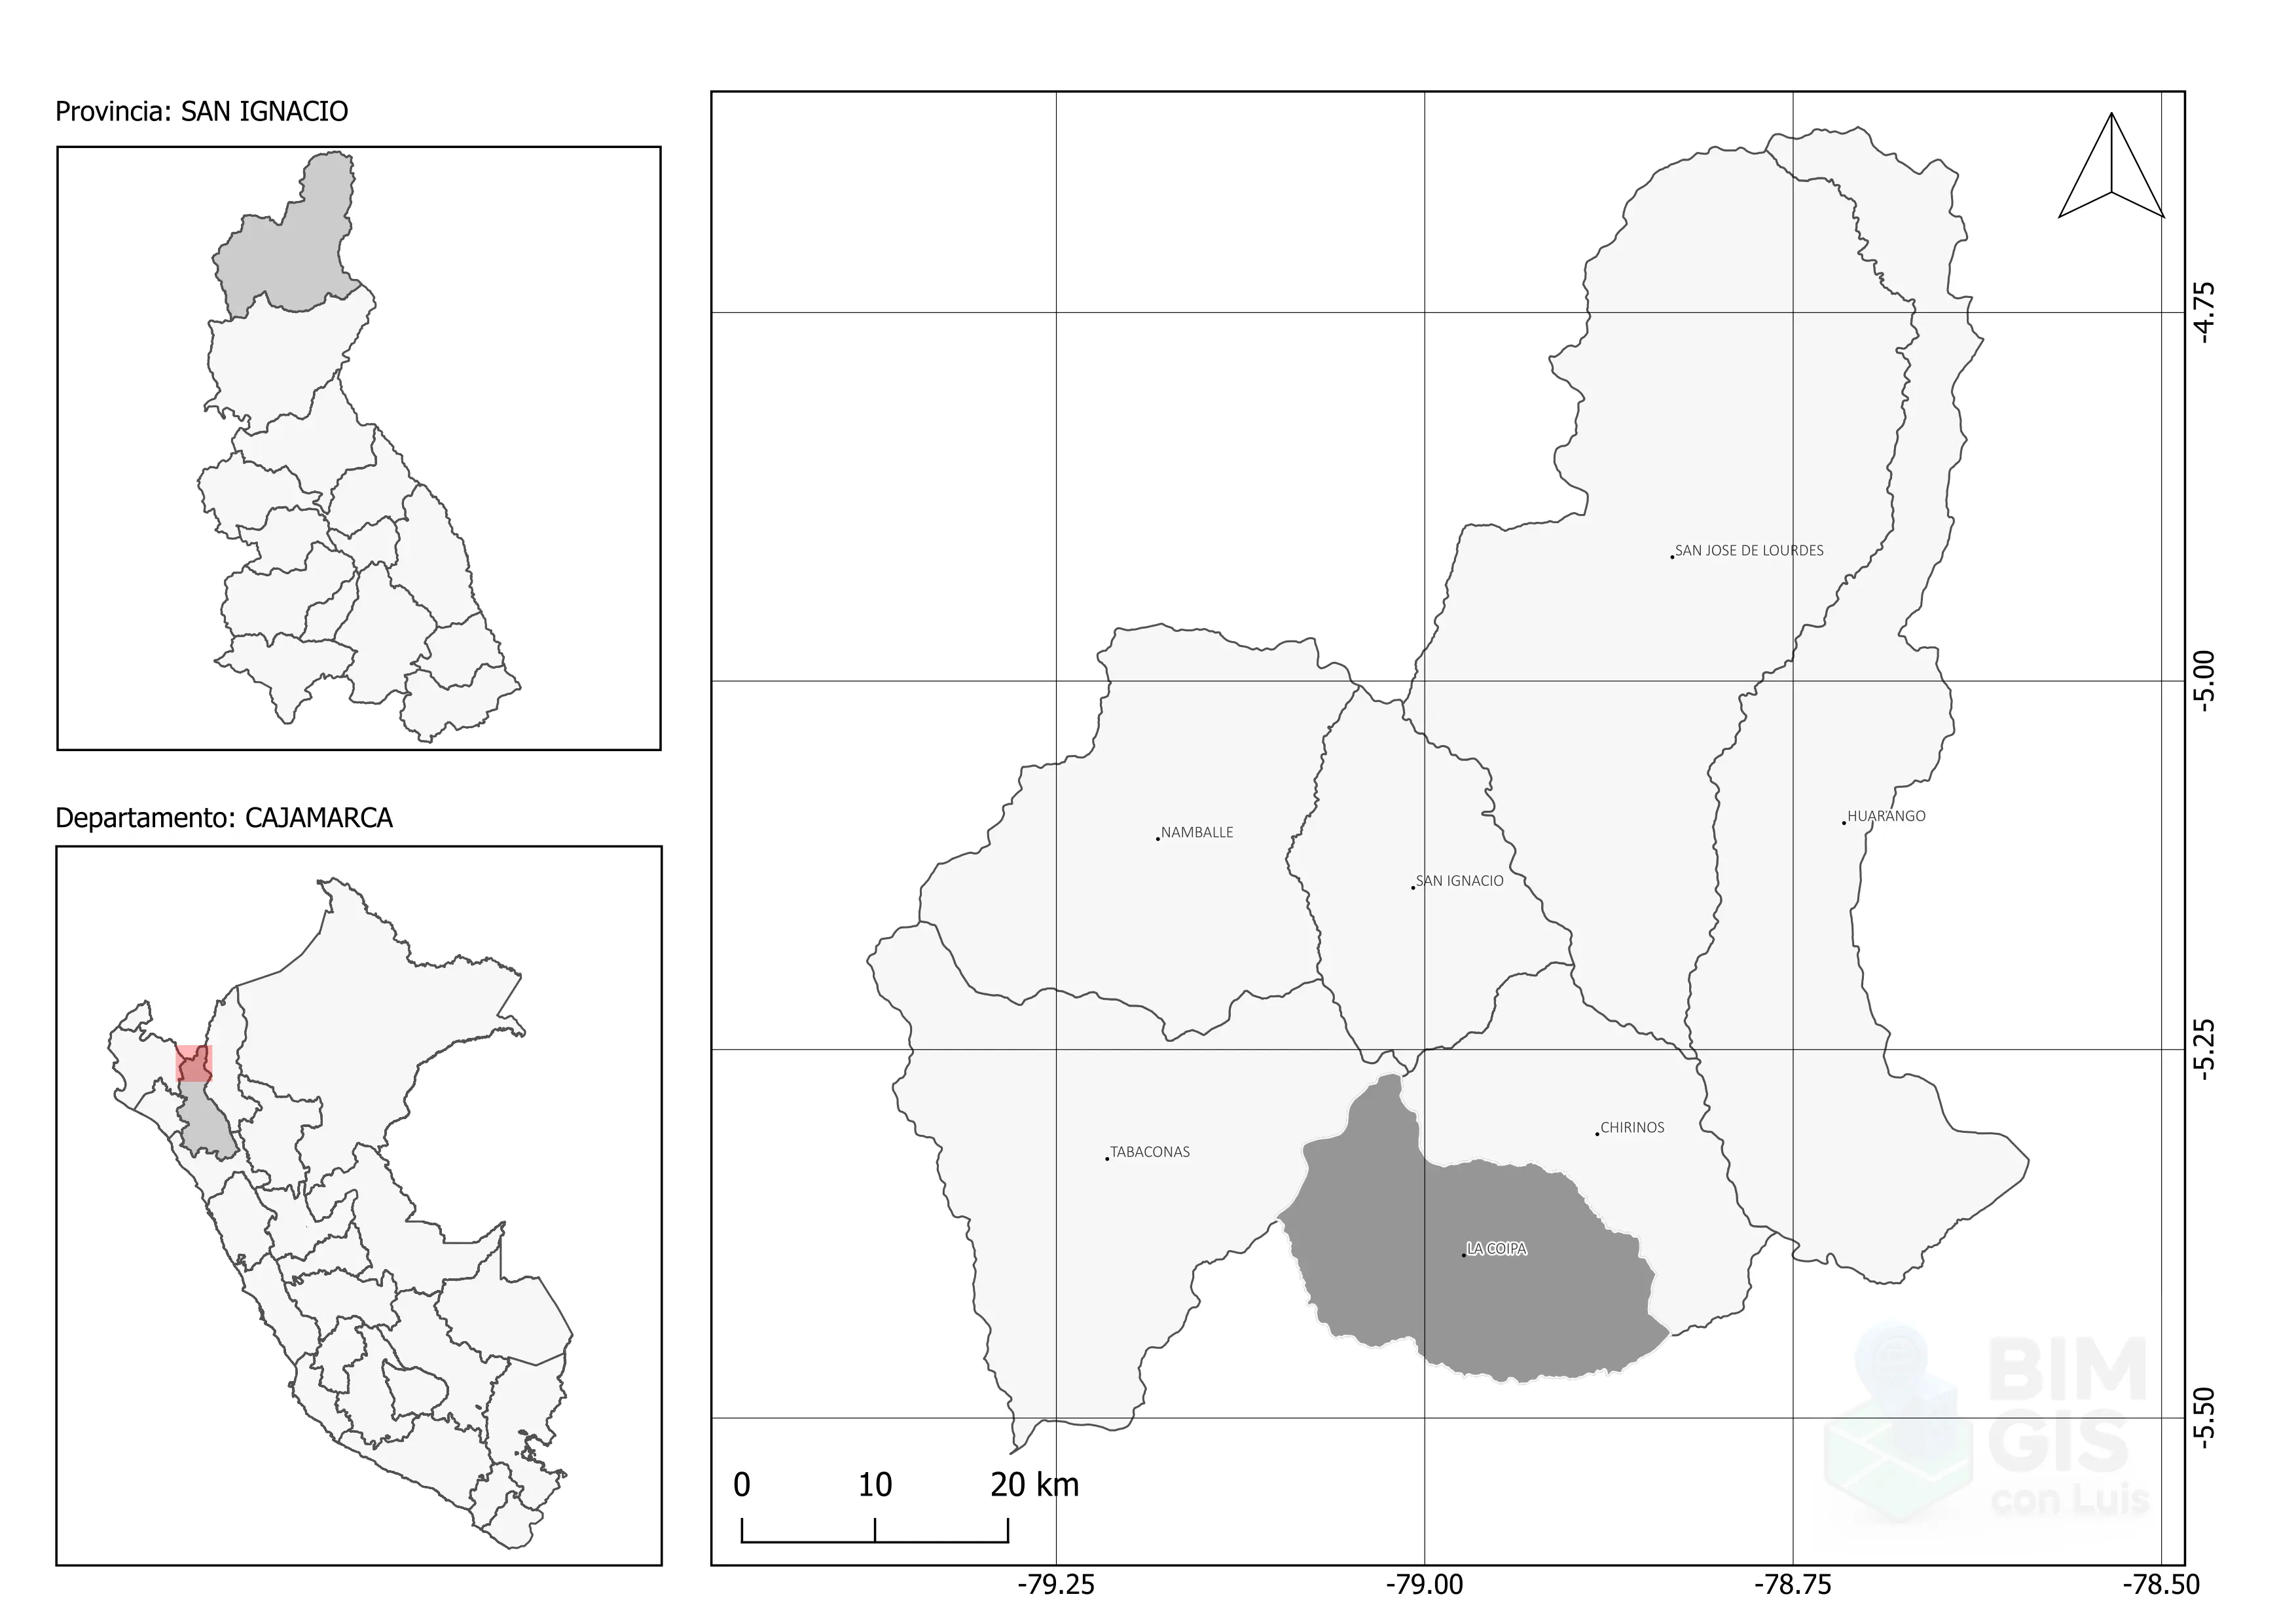 Provincia: SAN IGNACIO
Departamento: CAJAMARCA
SAN JOSE DE LOURDES
NAMBALLE
HUARANGO
SAN IGNACIO
CHIRINOS
TABACONAS
LA COIPA
-4.75
-5.00
-5.25
-5.50
BIM
GIS
con Luis
0 10 20 km
-79.25 -79.00 -78.75 -78.50